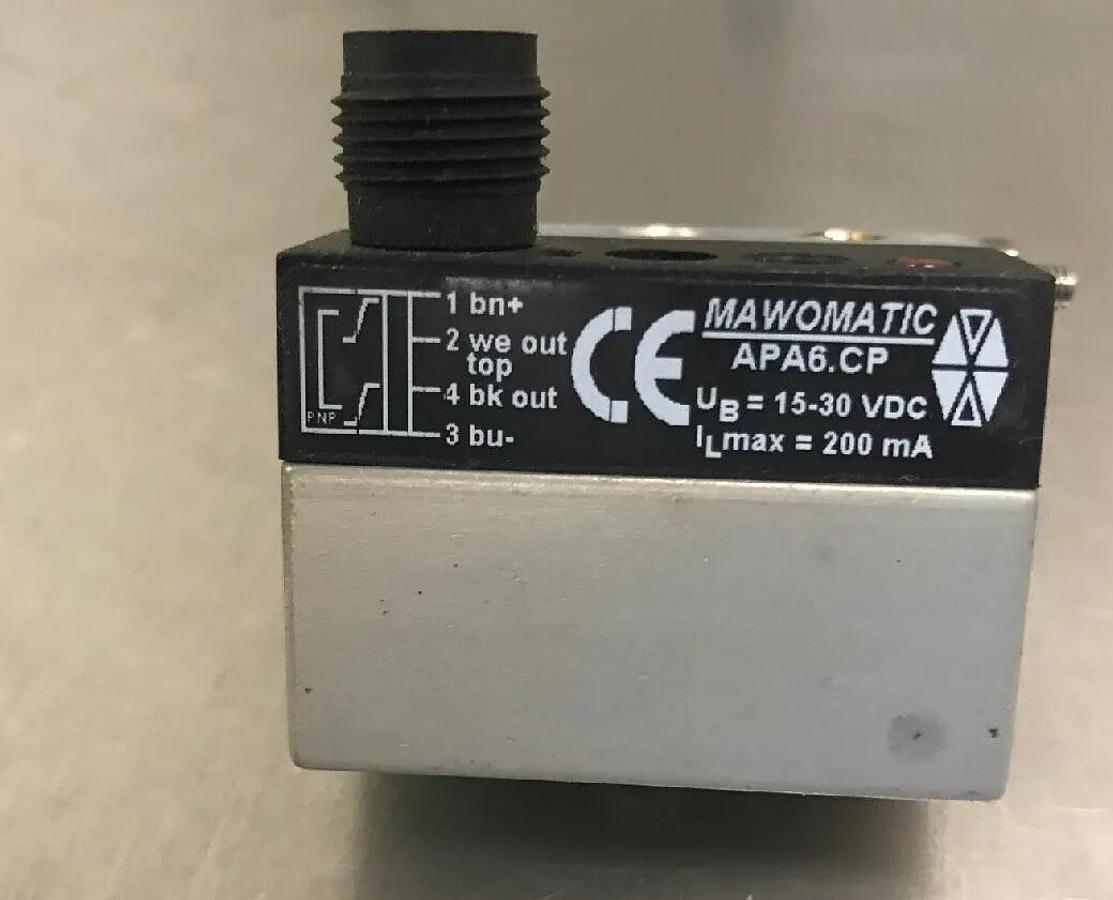 1 bn+
2 we out
top
4 bk out
3 bu-
PNP
CE
MAWOMATIC
APA6.CP
UB = 15-30 VDC
ILmax = 200 mA